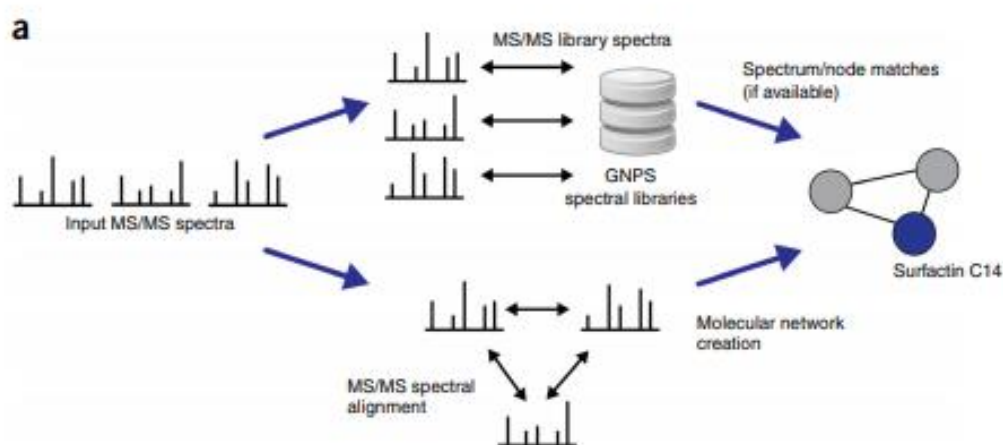 a
MS/MS library spectra
Spectrum/node matches
(if available)
GNPS
spectral libraries
Input MS/MS spectra
Surfactin C14
Molecular network
creation
MS/MS spectral
alignment